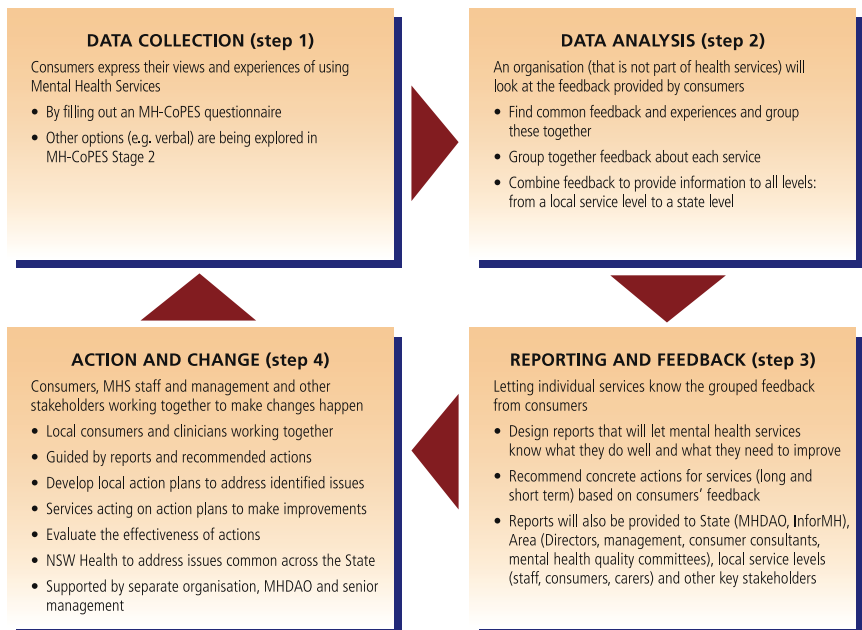 DATA COLLECTION (step 1)
Consumers express their views and experiences of using
Mental Health Services
• By filling out an MH-CoPES questionnaire
• Other options (e.g. verbal) are being explored in
MH-CoPES Stage 2
DATA ANALYSIS (step 2)
An organisation (that is not part of health services) will
look at the feedback provided by consumers
• Find common feedback and experiences and group
these together
• Group together feedback about each service
• Combine feedback to provide information to all levels:
from a local service level to a state level
REPORTING AND FEEDBACK (step 3)
Letting individual services know the grouped feedback
from consumers
• Design reports that will let mental health services
know what they do well and what they need to improve
• Recommend concrete actions for services (long and
short term) based on consumers' feedback
• Reports will also be provided to State (MHDAO, InforMH),
Area (Directors, management, consumer consultants,
mental health quality committees), local service levels
(staff, consumers, carers) and other key stakeholders
ACTION AND CHANGE (step 4)
Consumers, MHS staff and management and other
stakeholders working together to make changes happen
• Local consumers and clinicians working together
• Guided by reports and recommended actions
• Develop local action plans to address identified issues
• Services acting on action plans to make improvements
• Evaluate the effectiveness of actions
• NSW Health to address issues common across the State
• Supported by separate organisation, MHDAO and senior
management